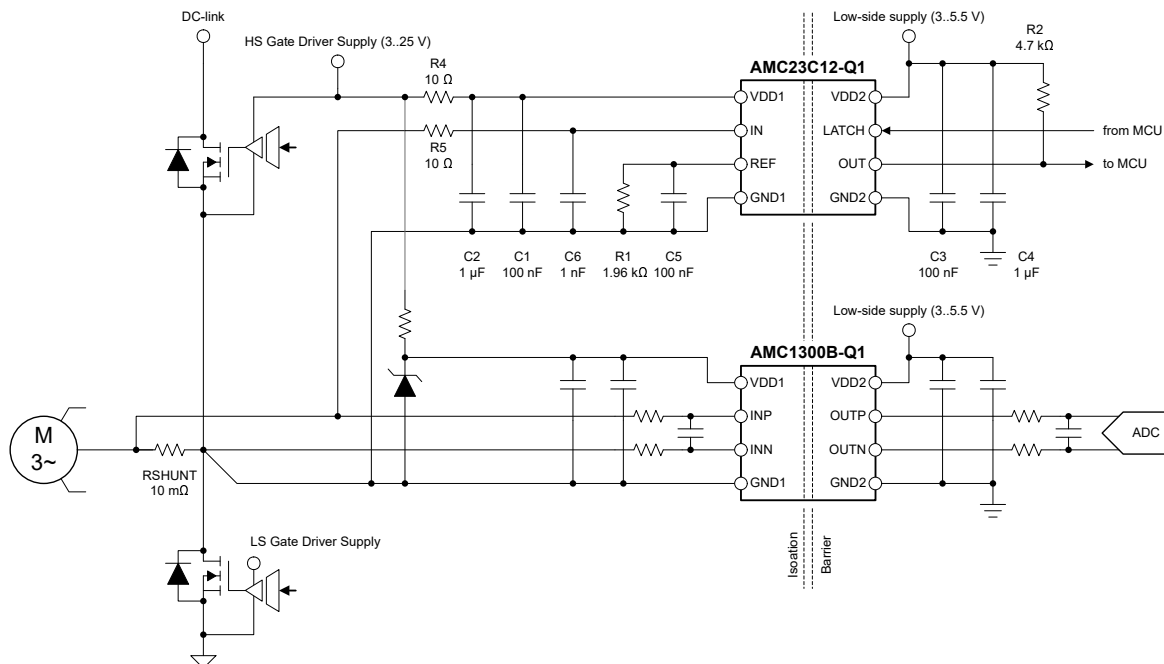 DC-link
HS Gate Driver Supply (3..25 V)
Low-side supply (3..5.5 V)
R2
4.7 kΩ
R4
10 Ω
AMC23C12-Q1
VDD1
VDD2
IN
LATCH
from MCU
R5
10 Ω
REF
OUT
to MCU
GND1
GND2
C2
1 µF
C1
100 nF
C6
1 nF
R1
1.96 kΩ
C5
100 nF
C3
100 nF
C4
1 µF
Low-side supply (3..5.5 V)
AMC1300B-Q1
VDD1
VDD2
INP
OUTP
M
3~
ADC
INN
OUTN
RSHUNT
10 mΩ
GND1
GND2
LS Gate Driver Supply
Isoation
Barrier